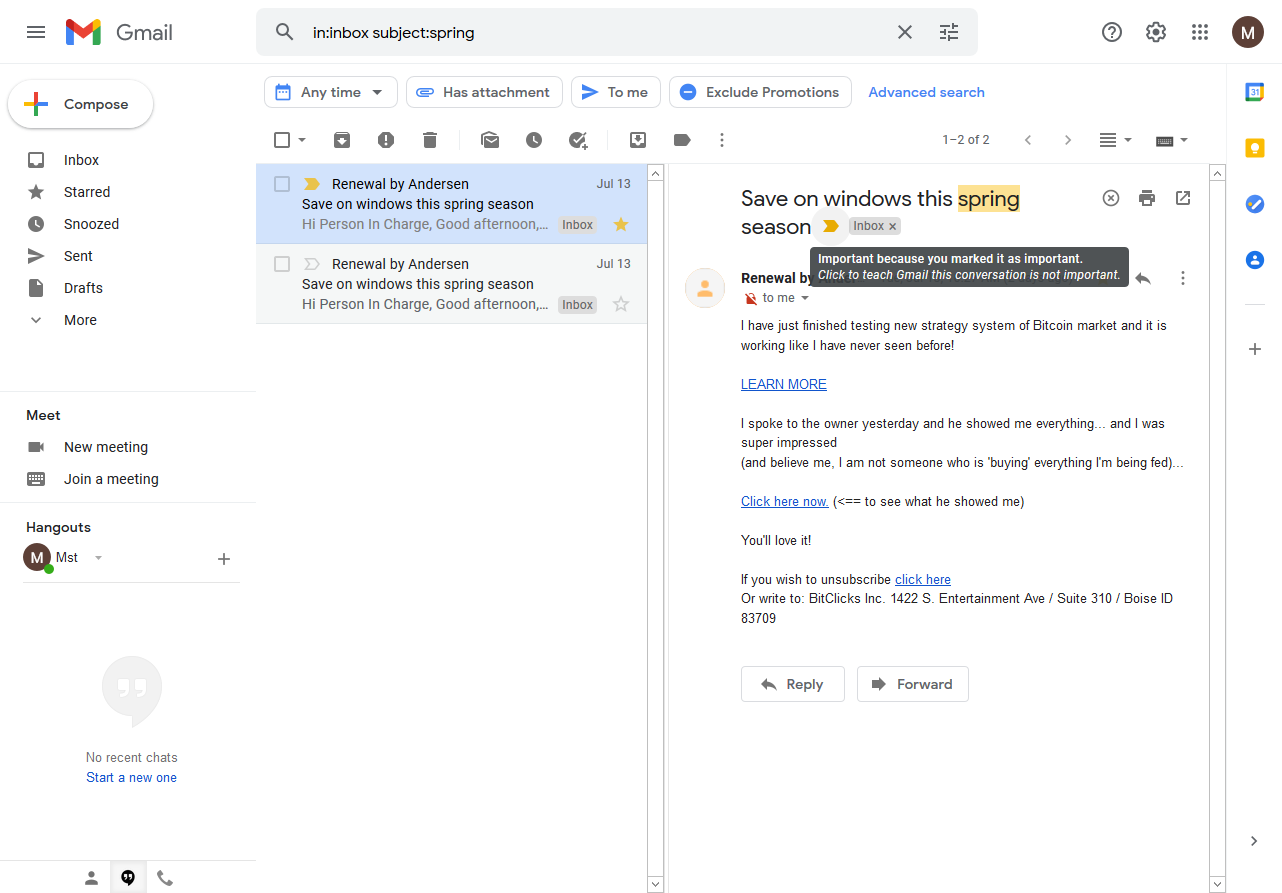 Gmail
in:inbox subject:spring
M
Compose
Inbox
Starred
Snoozed
Sent
Drafts
More
Meet
New meeting
Join a meeting
Hangouts
M Mst
No recent chats
Start a new one
Any time
Has attachment
To me
Exclude Promotions
Advanced search
1–2 of 2
Renewal by Andersen Jul 13
Save on windows this spring season
Hi Person In Charge, Good afternoon,... Inbox
Renewal by Andersen Jul 13
Save on windows this spring season
Hi Person In Charge, Good afternoon,... Inbox
Save on windows this spring
season Inbox
Important because you marked it as important.
Click to teach Gmail this conversation is not important.
Renewal by
to me
I have just finished testing new strategy system of Bitcoin market and it is
working like I have never seen before!
LEARN MORE
I spoke to the owner yesterday and he showed me everything... and I was
super impressed
(and believe me, I am not someone who is 'buying' everything I'm being fed)...
Click here now. (<== to see what he showed me)
You'll love it!
If you wish to unsubscribe click here
Or write to: BitClicks Inc. 1422 S. Entertainment Ave / Suite 310 / Boise ID
83709
Reply
Forward
31